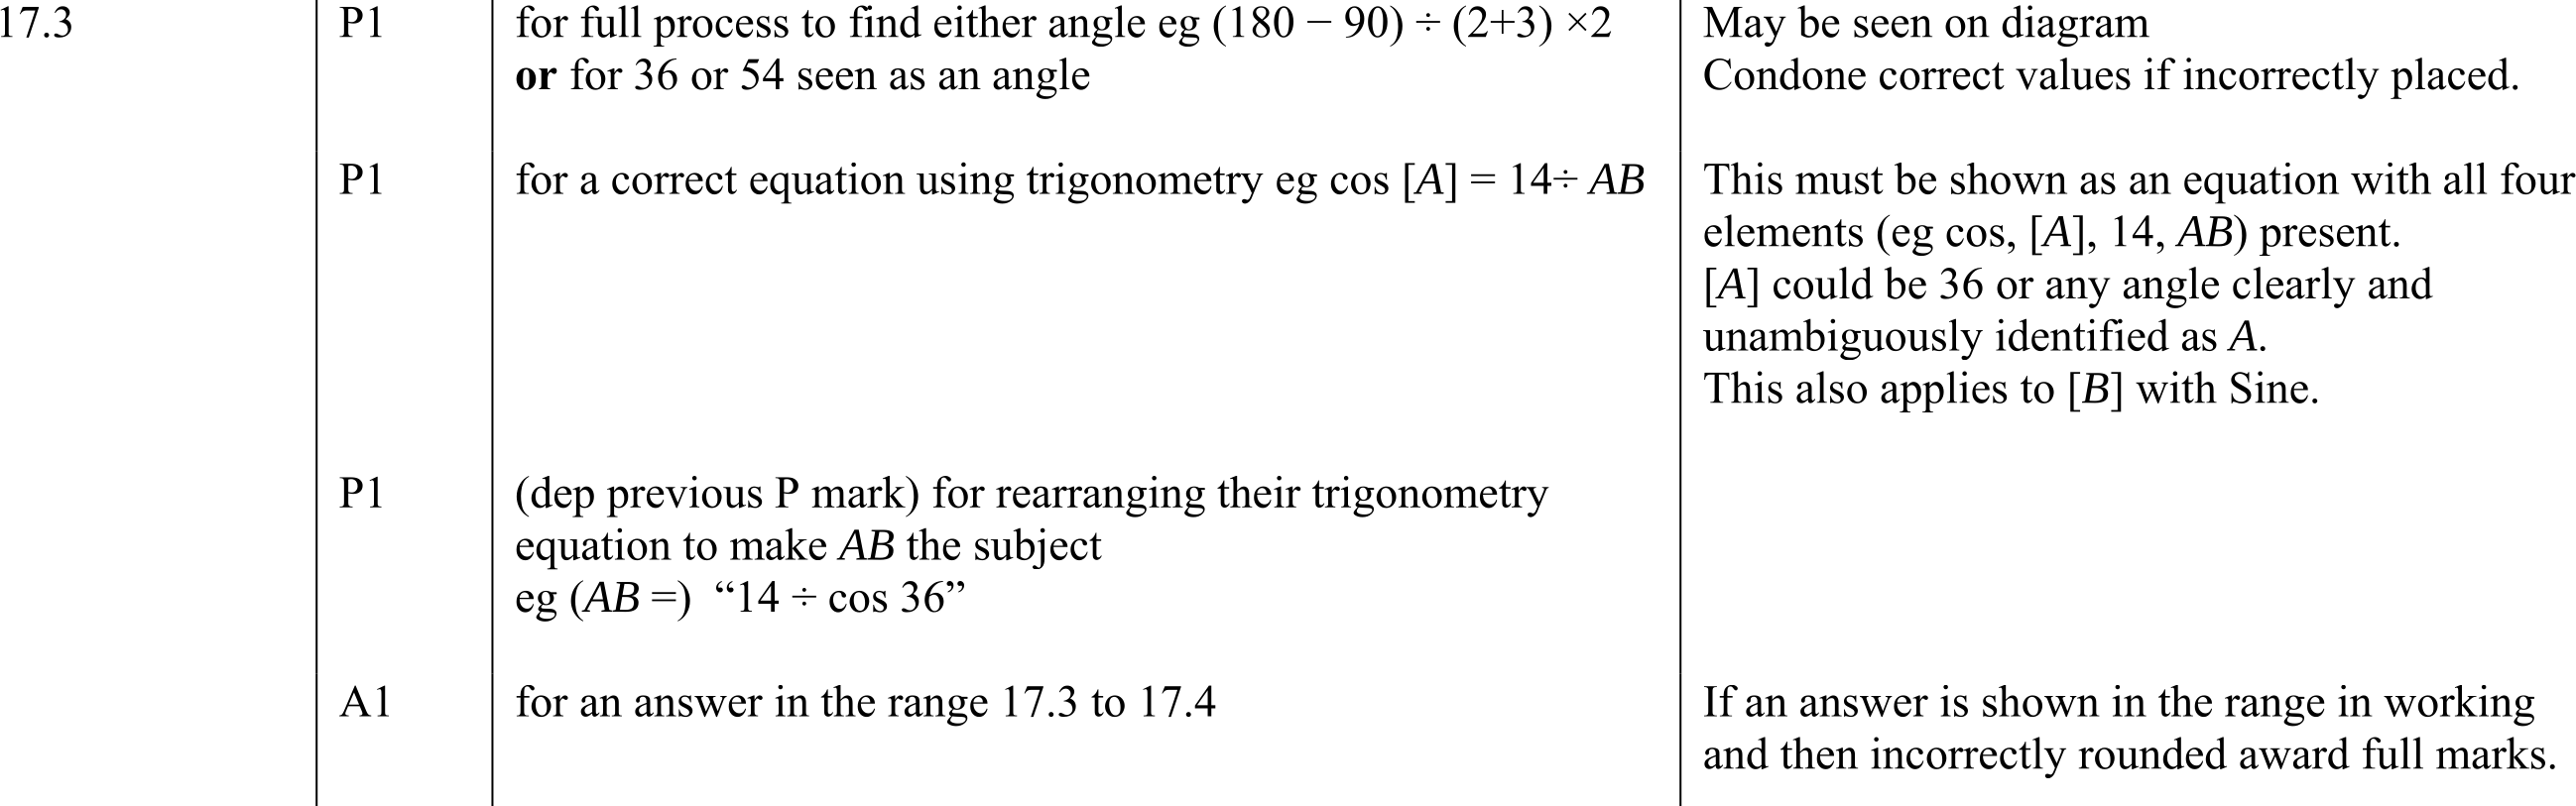 17.3 P1 for full process to find either angle eg (180 − 90) ÷ (2+3) ×2 May be seen on diagram
or for 36 or 54 seen as an angle Condone correct values if incorrectly placed.
P1 for a correct equation using trigonometry eg cos [A] = 14÷ AB This must be shown as an equation with all four
elements (eg cos, [A], 14, AB) present.
[A] could be 36 or any angle clearly and
unambiguously identified as A.
This also applies to [B] with Sine.
P1 (dep previous P mark) for rearranging their trigonometry
equation to make AB the subject
eg (AB =) “14 ÷ cos 36”
A1 for an answer in the range 17.3 to 17.4 If an answer is shown in the range in working
and then incorrectly rounded award full marks.